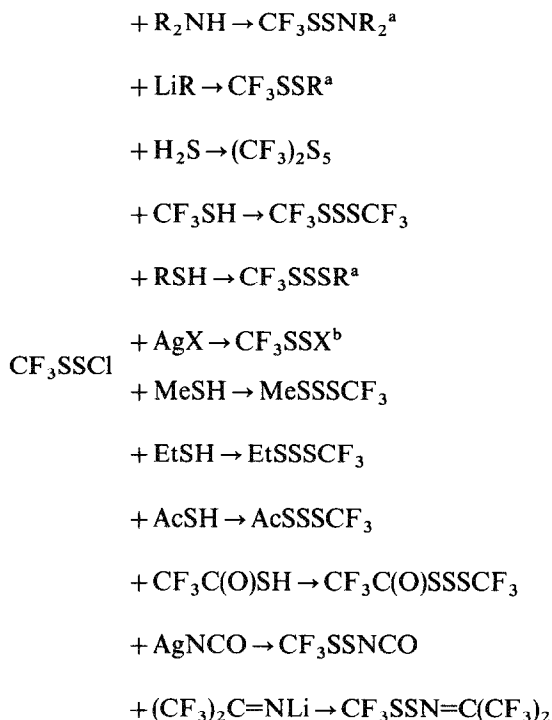 + R₂NH → CF₃SSNR₂ᵃ
+ LiR → CF₃SSRᵃ
+ H₂S → (CF₃)₂S₅
+ CF₃SH → CF₃SSSCF₃
+ RSH → CF₃SSSRᵃ
+ AgX → CF₃SSXᵇ
CF₃SSCl
+ MeSH → MeSSSCF₃
+ EtSH → EtSSSCF₃
+ AcSH → AcSSSCF₃
+ CF₃C(O)SH → CF₃C(O)SSSCF₃
+ AgNCO → CF₃SSNCO
+ (CF₃)₂C=NLi → CF₃SSN=C(CF₃)₂